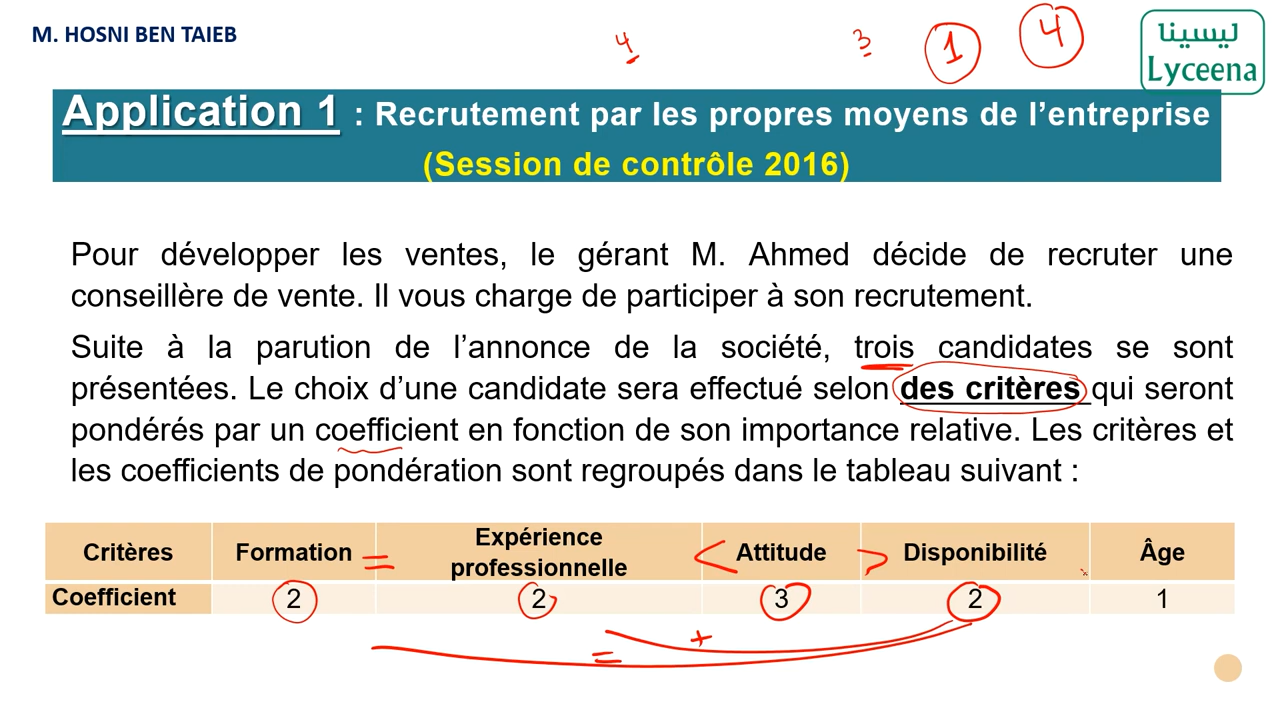 M. HOSNI BEN TAIEB
4
3
1
4
ليسينا
Lyceena
Application 1 : Recrutement par les propres moyens de l’entreprise
(Session de contrôle 2016)
Pour développer les ventes, le gérant M. Ahmed décide de recruter une
conseillère de vente. Il vous charge de participer à son recrutement.
Suite à la parution de l’annonce de la société, trois candidates se sont
présentées. Le choix d’une candidate sera effectué selon des critères qui seront
pondérés par un coefficient en fonction de son importance relative. Les critères et
les coefficients de pondération sont regroupés dans le tableau suivant :
Critères Formation = Expérience professionnelle < Attitude > Disponibilité Âge
Coefficient 2 2 3 2 1
+
=